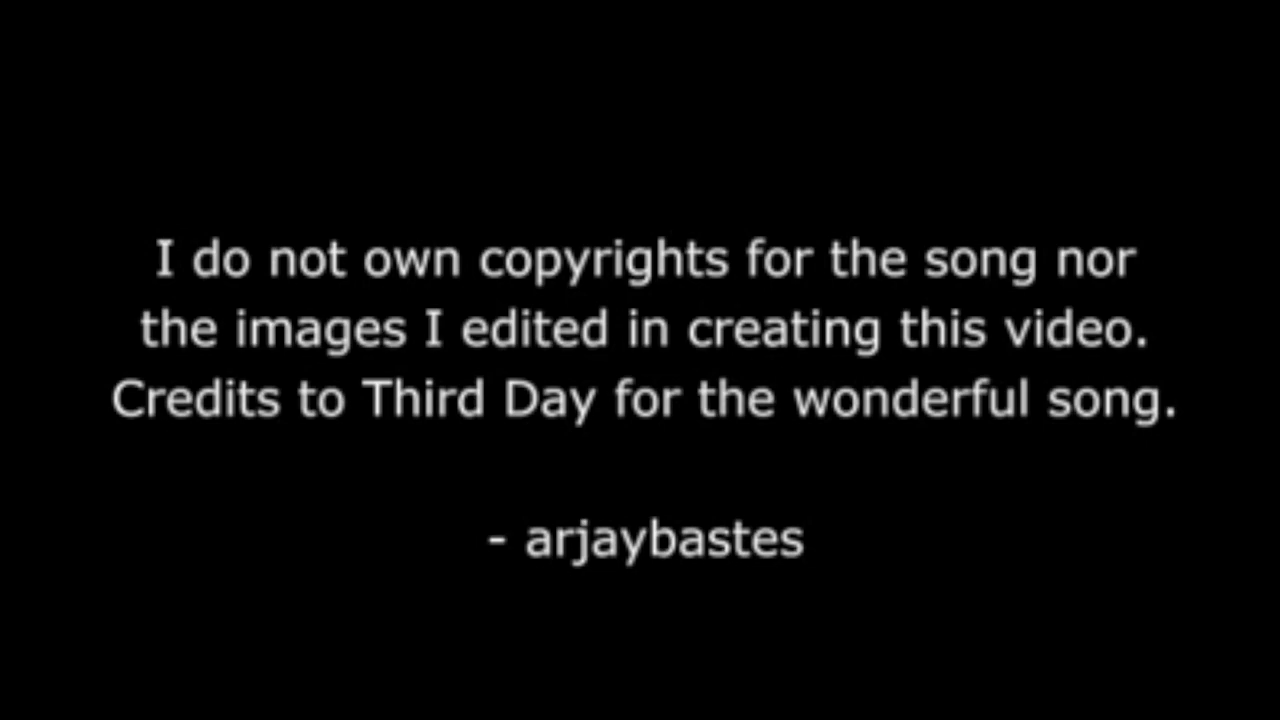 I do not own copyrights for the song nor
the images I edited in creating this video.
Credits to Third Day for the wonderful song.
- arjaybastes